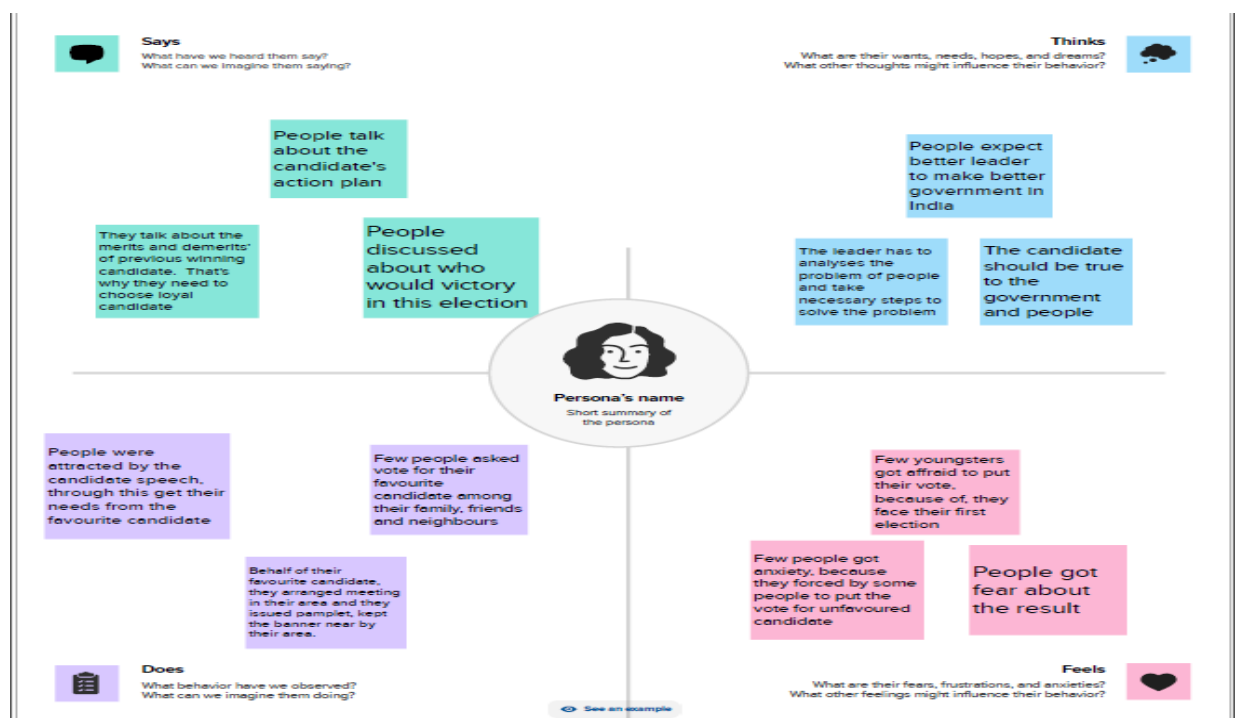 Says
What have we heard them say?
What can we imagine them saying?
Thinks
What are their wants, needs, hopes, and dreams?
What other thoughts might influence their behavior?
People talk
about the
candidate's
action plan
They talk about the
merits and demerits'
of previous winning
candidate. That's
why they need to
choose loyal
candidate
People
discussed
about who
would victory
in this election
People expect
better leader
to make better
government in
India
The leader has to
analyses the
problem of people
and take
necessary steps to
solve the problem
The candidate
should be true
to the
government
and people
Persona's name
Short summary of
the persona
People were
attracted by the
candidate speech,
through this get their
needs from the
favourite candidate
Few people asked
vote for their
favourite
candidate among
their family, friends
and neighbours
Behalf of their
favourite candidate,
they arranged meeting
in their area and they
issued pamplet, kept
the banner near by
their area.
Few youngsters
got affraid to put
their vote,
because of, they
face their first
election
Few people got
anxiety, because
they forced by some
people to put the
vote for unfavoured
candidate
People got
fear about
the result
Does
What behavior have we observed?
What can we imagine them doing?
Feels
What are their fears, frustrations, and anxieties?
What other feelings might influence their behavior?
See an example